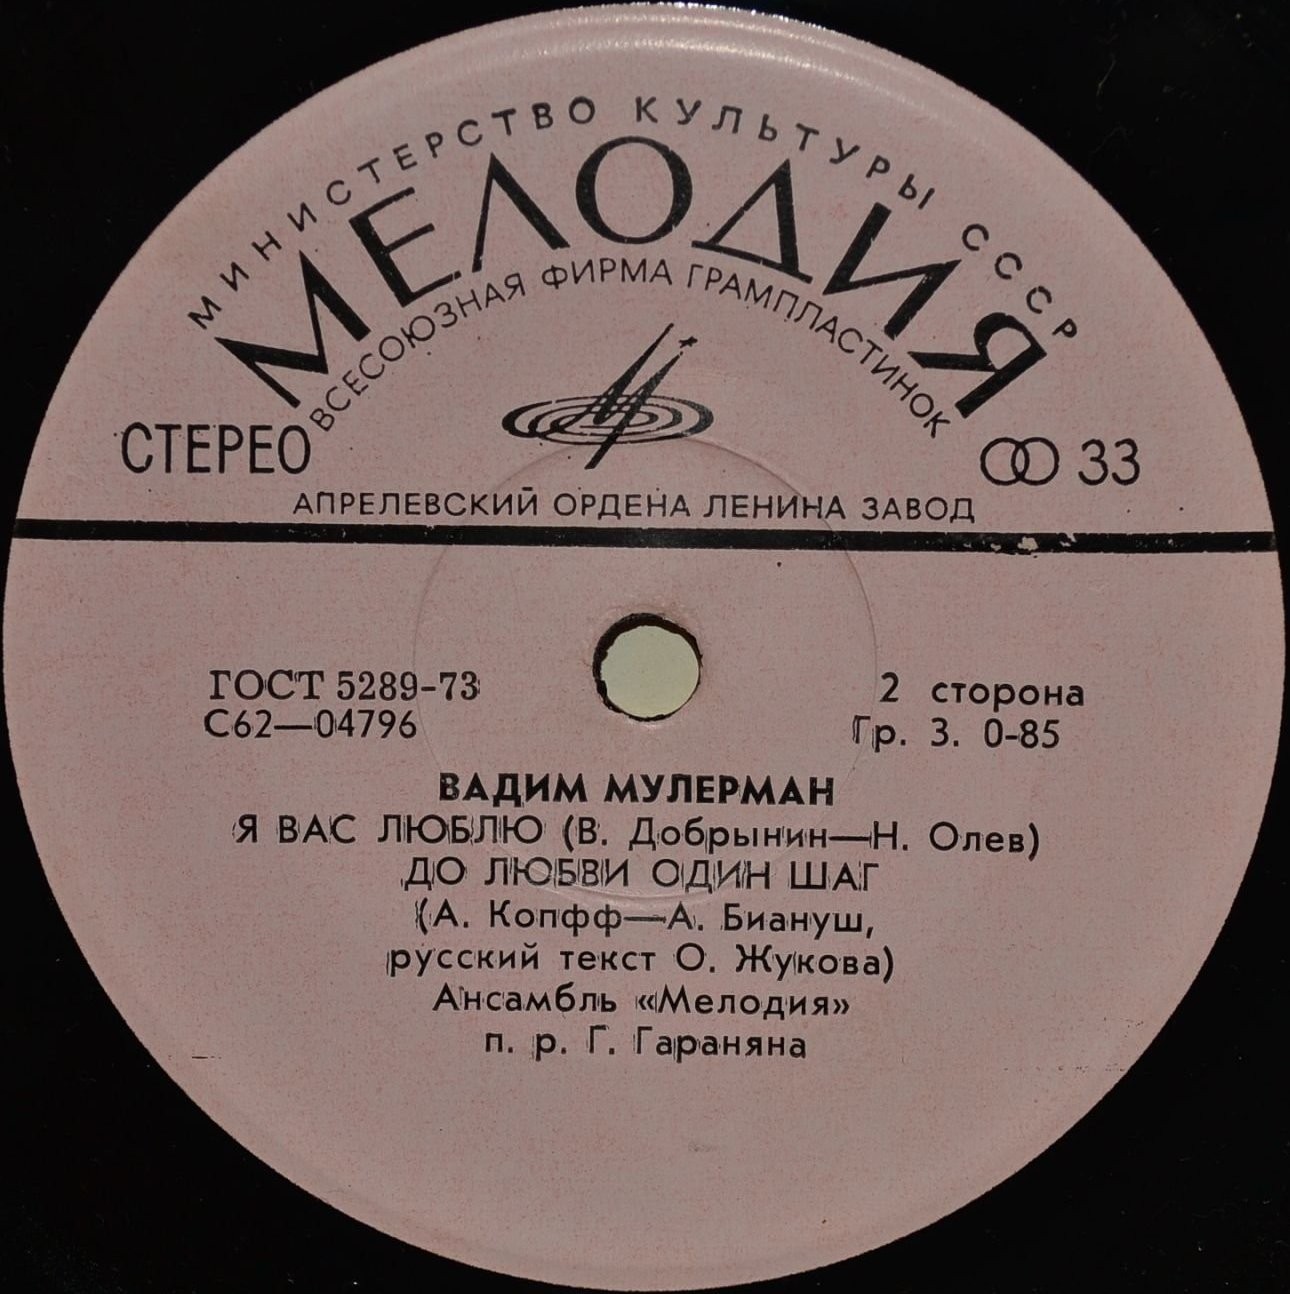 МИНИСТЕРСТВО КУЛЬТУРЫ СССР
МЕЛОДИЯ
ВСЕСОЮЗНАЯ ФИРМА ГРАМПЛАСТИНОК
СТЕРЕО
33
АПРЕЛЕВСКИЙ ОРДЕНА ЛЕНИНА ЗАВОД
ГОСТ 5289-73
С62—04796
2 сторона
Гр. 3. 0-85
ВАДИМ МУЛЕРМАН
Я ВАС ЛЮБЛЮ (В. Добрынин—Н. Олев)
ДО ЛЮБВИ ОДИН ШАГ
(А. Копфф—А. Биануш,
русский текст О. Жукова)
Ансамбль «Мелодия»
п. р. Г. Гараняна